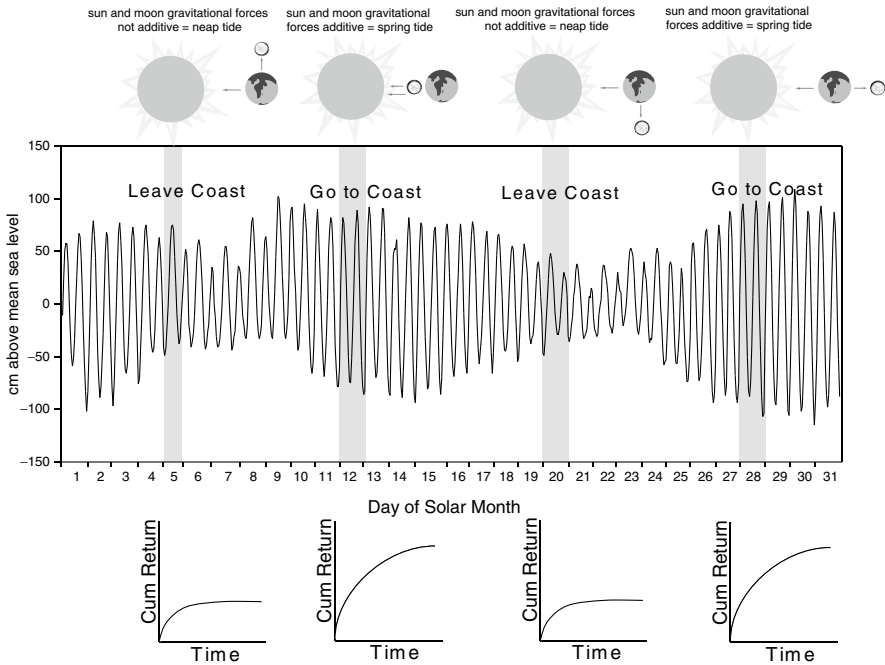 sun and moon gravitational forces
not additive = neap tide
sun and moon gravitational
forces additive = spring tide
sun and moon gravitational forces
not additive = neap tide
sun and moon gravitational
forces additive = spring tide
cm above mean sea level
150
100
50
0
−50
−100
−150
Leave Coast
Go to Coast
Leave Coast
Go to Coast
1 2 3 4 5 6 7 8 9 10 11 12 13 14 15 16 17 18 19 20 21 22 23 24 25 26 27 28 29 30 31
Day of Solar Month
Cum Return
Time
Cum Return
Time
Cum Return
Time
Cum Return
Time